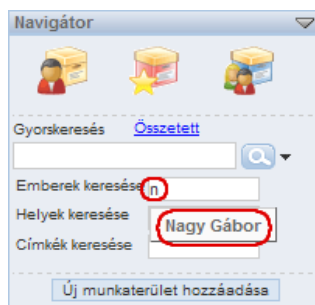 Navigátor
Gyorskeresés Összetett
Emberek keresése n
Helyek keresése
Nagy Gábor
Címkék keresése
Új munkaterület hozzáadása